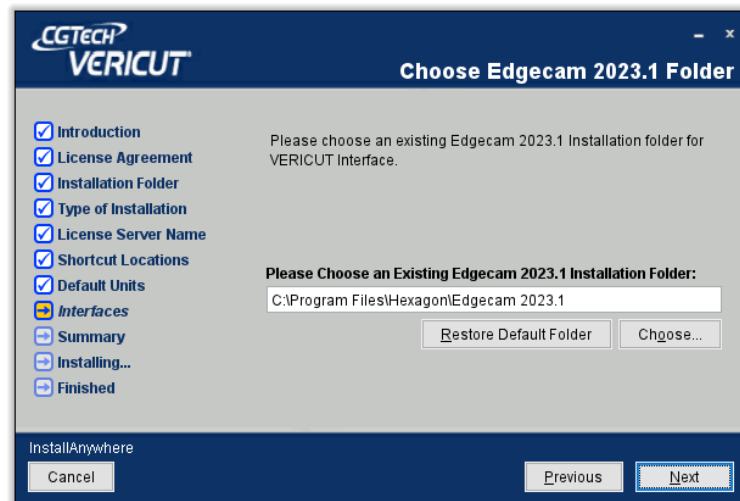 CGTECH
VERICUT
Choose Edgecam 2023.1 Folder
Introduction
License Agreement
Installation Folder
Type of Installation
License Server Name
Shortcut Locations
Default Units
Interfaces
Summary
Installing...
Finished
Please choose an existing Edgecam 2023.1 Installation folder for
VERICUT Interface.
Please Choose an Existing Edgecam 2023.1 Installation Folder:
C:\Program Files\Hexagon\Edgecam 2023.1
Restore Default Folder
Choose...
InstallAnywhere
Cancel
Previous
Next